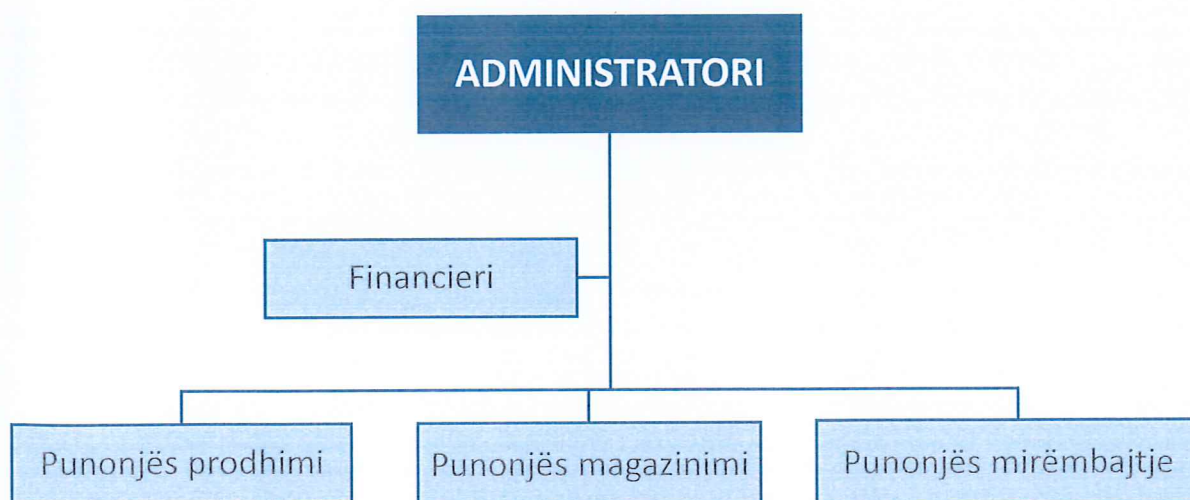 ADMINISTRATORI
Financieri
Punonjës prodhimi
Punonjës magazinimi
Punonjës mirëmbajtje